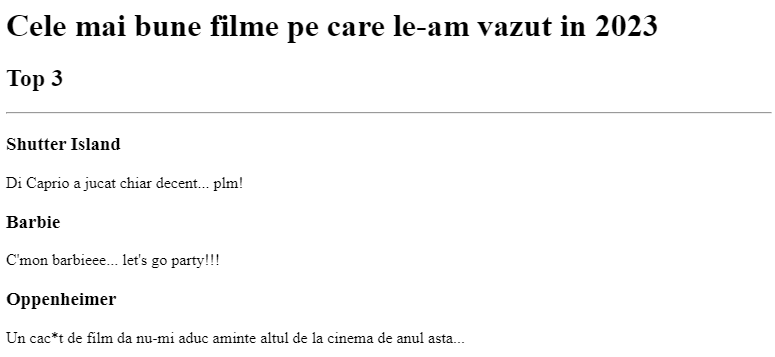 Cele mai bune filme pe care le-am vazut in 2023
Top 3
Shutter Island
Di Caprio a jucat chiar decent... plm!
Barbie
C'mon barbieee... let's go party!!!
Oppenheimer
Un cac*t de film da nu-mi aduc aminte altul de la cinema de anul asta...